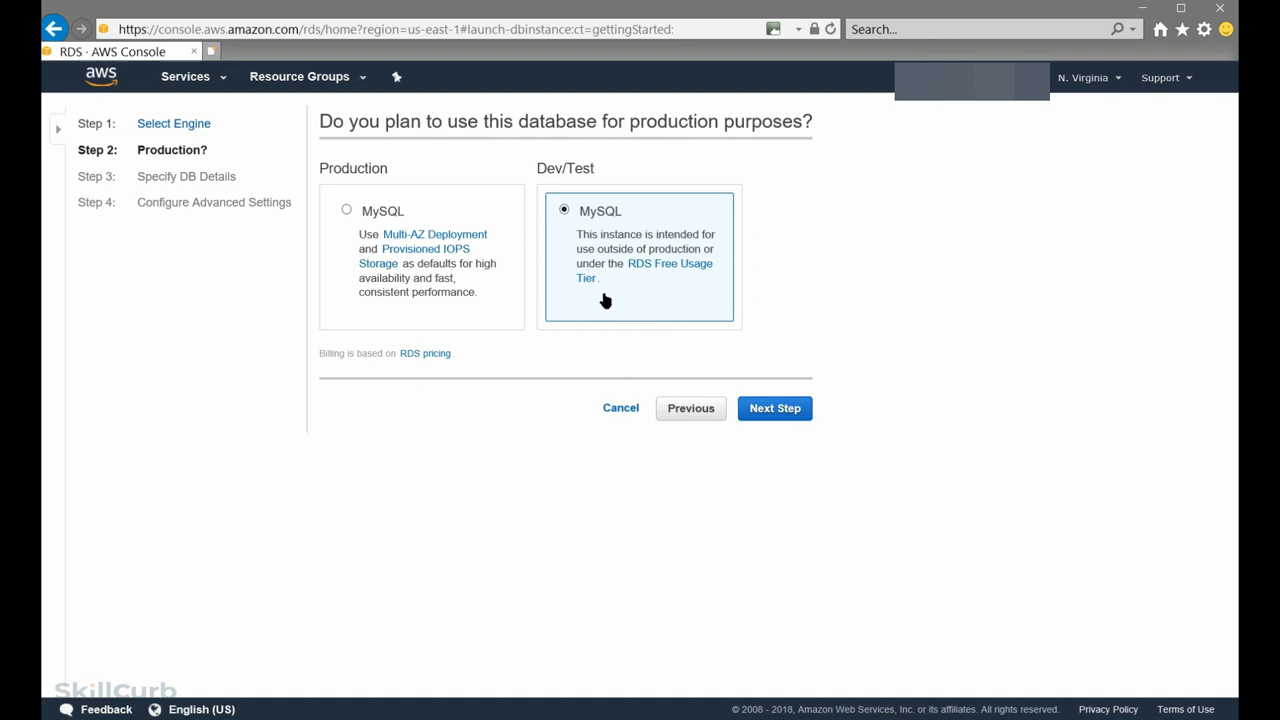 https://console.aws.amazon.com/rds/home?region=us-east-1#launch-dbinstance:ct=gettingStarted:
Search...
RDS · AWS Console
aws
Services
Resource Groups
N. Virginia
Support
Step 1: Select Engine
Step 2: Production?
Step 3: Specify DB Details
Step 4: Configure Advanced Settings
Do you plan to use this database for production purposes?
Production
MySQL
Use Multi-AZ Deployment
and Provisioned IOPS
Storage as defaults for high
availability and fast,
consistent performance.
Dev/Test
MySQL
This instance is intended for
use outside of production or
under the RDS Free Usage
Tier.
Billing is based on RDS pricing.
Cancel
Previous
Next Step
SkillCurb
Feedback
English (US)
© 2008 - 2018, Amazon Web Services, Inc. or its affiliates. All rights reserved.
Privacy Policy
Terms of Use